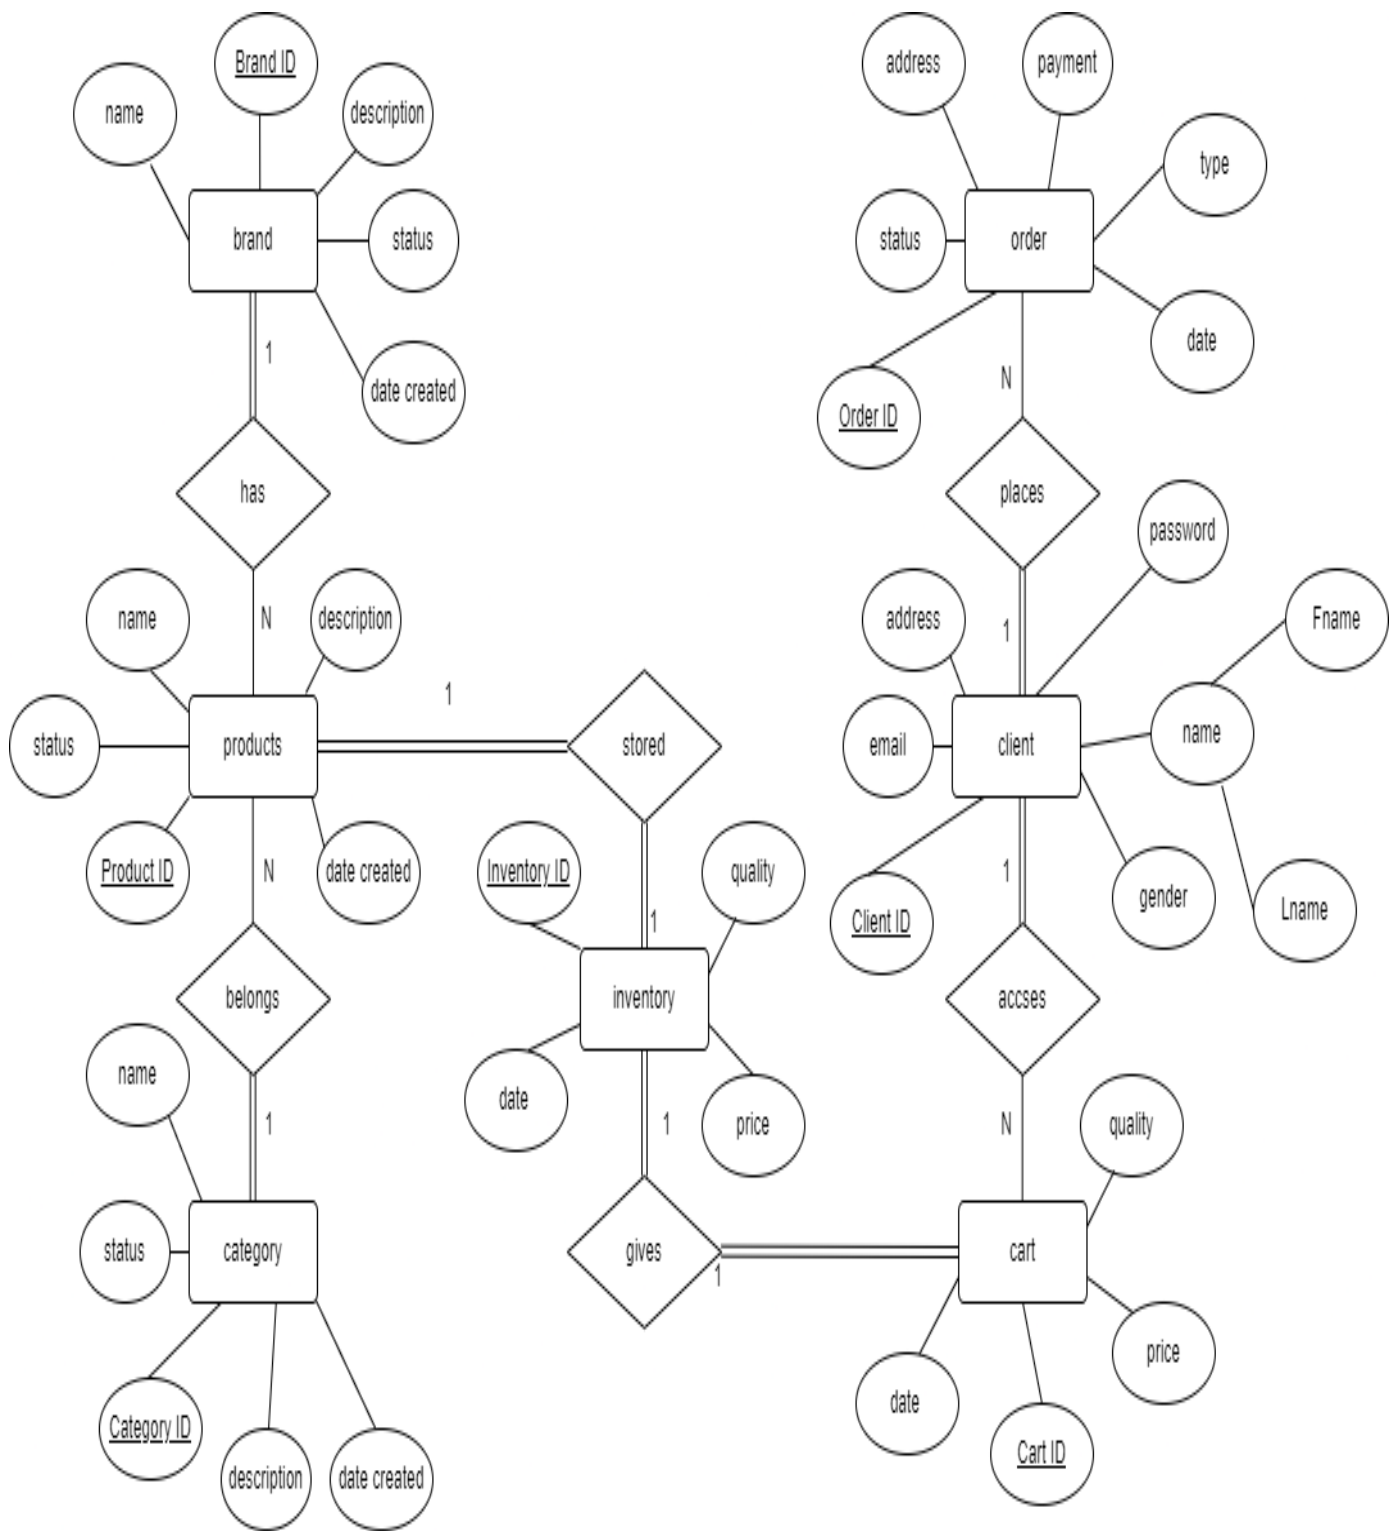 Brand ID
name
description
brand
status
1
date created
has
name
N
description
status
products
1
stored
Product ID
N
date created
belongs
name
1
status
category
Category ID
description
date created
Inventory ID
quality
1
inventory
date
1
price
gives
1
address
payment
type
status
order
date
N
Order ID
places
password
address
1
Fname
email
client
name
1
gender
Client ID
Lname
accses
N
quality
cart
price
date
Cart ID